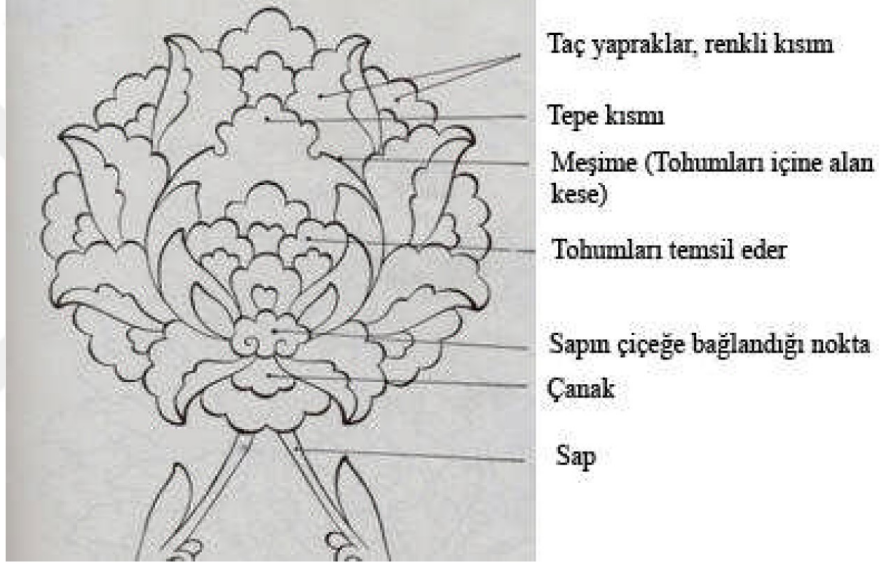 Taç yapraklar, renkli kısım
Tepe kısmı
Meşime (Tohumları içine alan
kese)
Tohumları temsil eder
Sapın çiçeğe bağlandığı nokta
Çanak
Sap